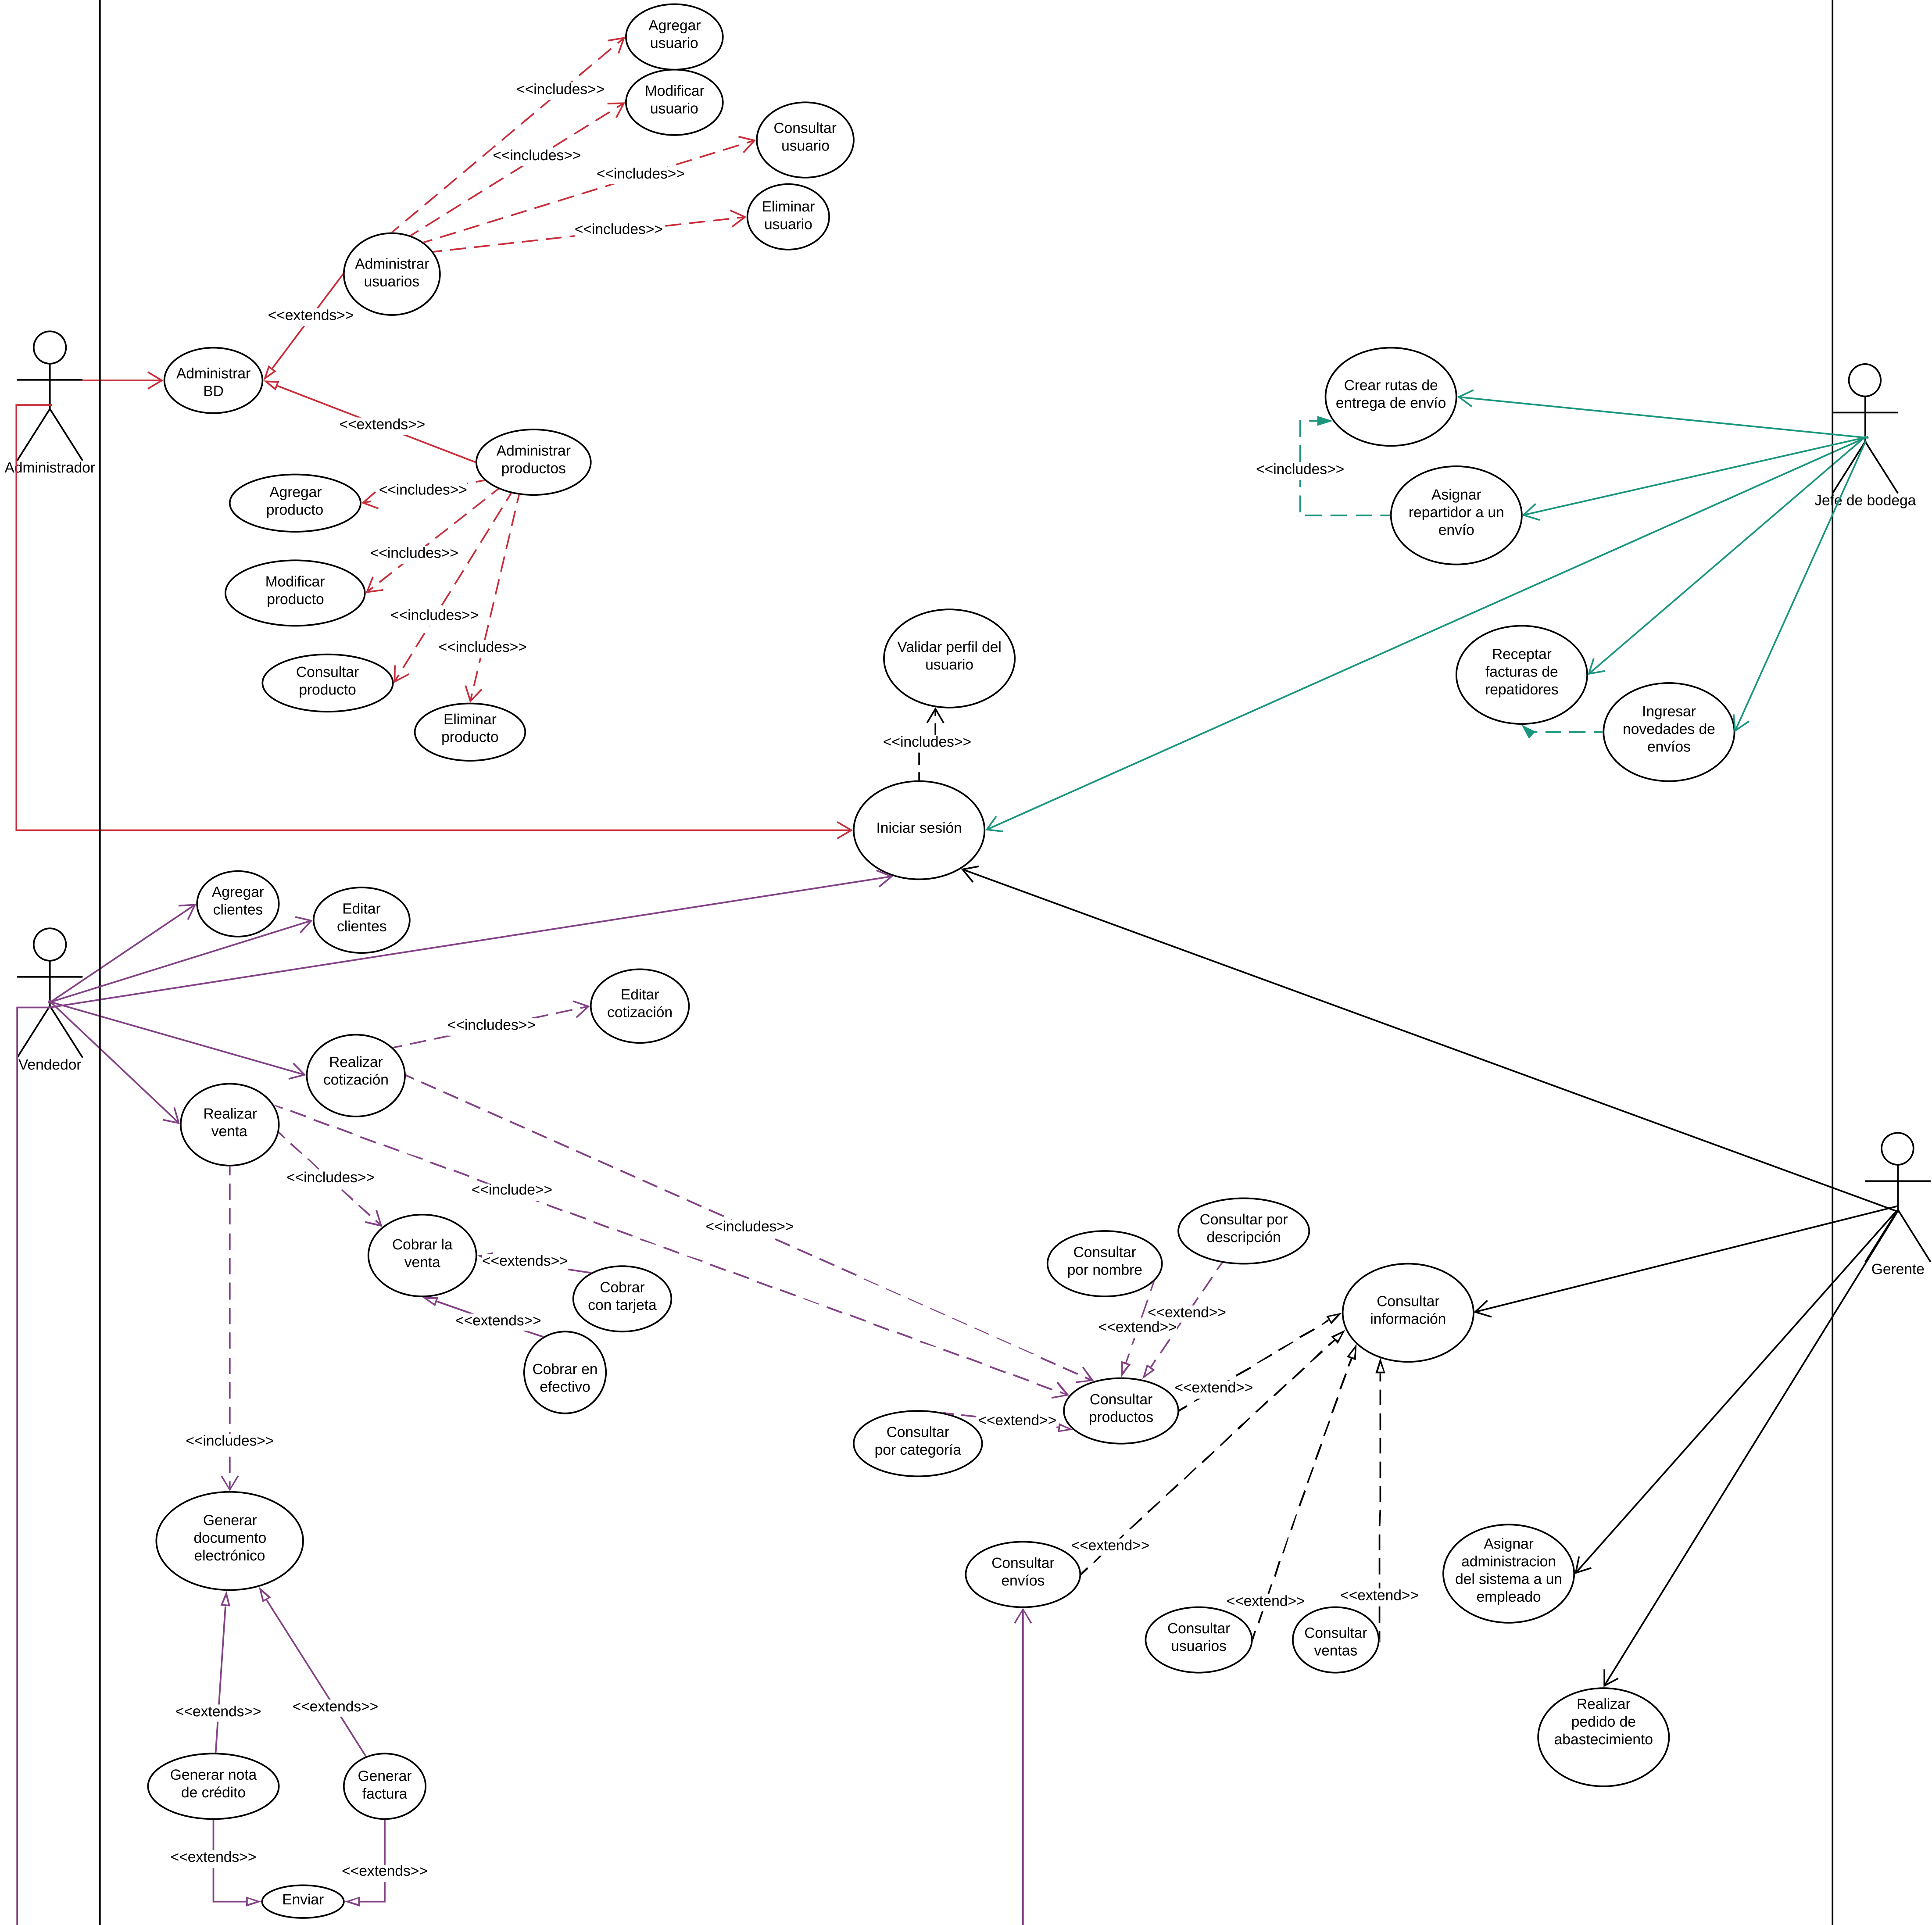 Agregar
usuario
<<includes>>
Modificar
usuario
<<includes>>
Consultar
usuario
<<includes>>
Eliminar
usuario
<<includes>>
Administrar
usuarios
<<extends>>
Administrar
BD
<<extends>>
Administrador
Administrar
productos
Agregar
producto
<<includes>>
<<includes>>
Modificar
producto
<<includes>>
<<includes>>
Consultar
producto
Eliminar
producto
Crear rutas de
entrega de envío
<<includes>>
Asignar
repartidor a un
envío
Jefe de bodega
Receptar
facturas de
repatidores
Ingresar
novedades de
envíos
Validar perfil del
usuario
<<includes>>
Iniciar sesión
Agregar
clientes
Editar
clientes
Vendedor
Editar
cotización
<<includes>>
Realizar
cotización
Realizar
venta
<<includes>>
<<include>>
<<includes>>
Cobrar la
venta
<<extends>>
Cobrar
con tarjeta
<<extends>>
Cobrar en
efectivo
<<includes>>
Consultar
por nombre
Consultar por
descripción
<<extend>>
<<extend>>
Consultar
información
Gerente
<<extend>>
Consultar
productos
<<extend>>
Consultar
por categoría
Generar
documento
electrónico
<<extend>>
Consultar
envíos
<<extend>>
<<extend>>
Consultar
usuarios
Consultar
ventas
Asignar
administracion
del sistema a un
empleado
Realizar
pedido de
abastecimiento
<<extends>>
<<extends>>
Generar nota
de crédito
Generar
factura
<<extends>>
<<extends>>
Enviar